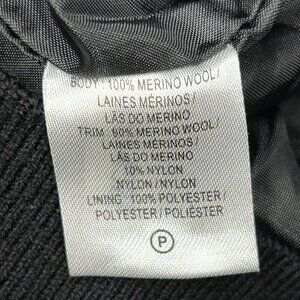 BODY: 100% MERINO WOOL/
LAINES MÉRINOS/
LÃS DO MERINO
TRIM: 90% MERINO WOOL/
LAINES MÉRINOS/
LÃS DO MERINO
10% NYLON
NYLON/NYLON
LINING: 100% POLYESTER/
POLYESTER/POLIÉSTER
P